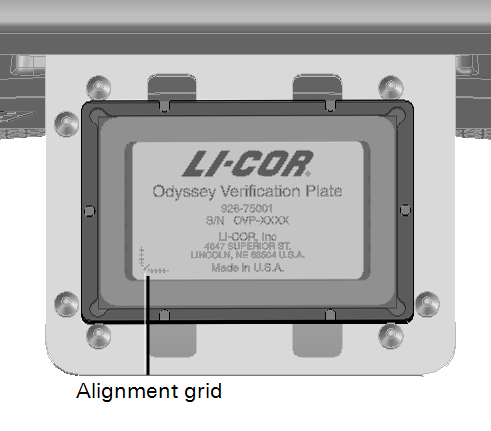 LI-COR®
Odyssey Verification Plate
926-75001
S/N OVP-XXXX
LI-COR, Inc
4647 SUPERIOR ST.
LINCOLN, NE 68504 U.S.A.
Made in U.S.A.
Alignment grid